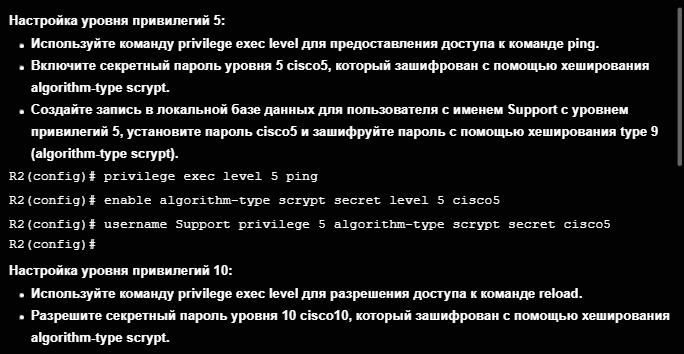 Настройка уровня привилегий 5:
• Используйте команду privilege exec level для предоставления доступа к команде ping.
• Включите секретный пароль уровня 5 cisco5, который зашифрован с помощью хеширования
algorithm-type scrypt.
• Создайте запись в локальной базе данных для пользователя с именем Support с уровнем
привилегий 5, установите пароль cisco5 и зашифруйте пароль с помощью хеширования type 9
(algorithm-type scrypt).
R2(config)# privilege exec level 5 ping
R2(config)# enable algorithm-type scrypt secret level 5 cisco5
R2(config)# username Support privilege 5 algorithm-type scrypt secret cisco5
R2(config)#
Настройка уровня привилегий 10:
• Используйте команду privilege exec level для разрешения доступа к команде reload.
• Разрешите секретный пароль уровня 10 cisco10, который зашифрован с помощью хеширования
algorithm-type scrypt.